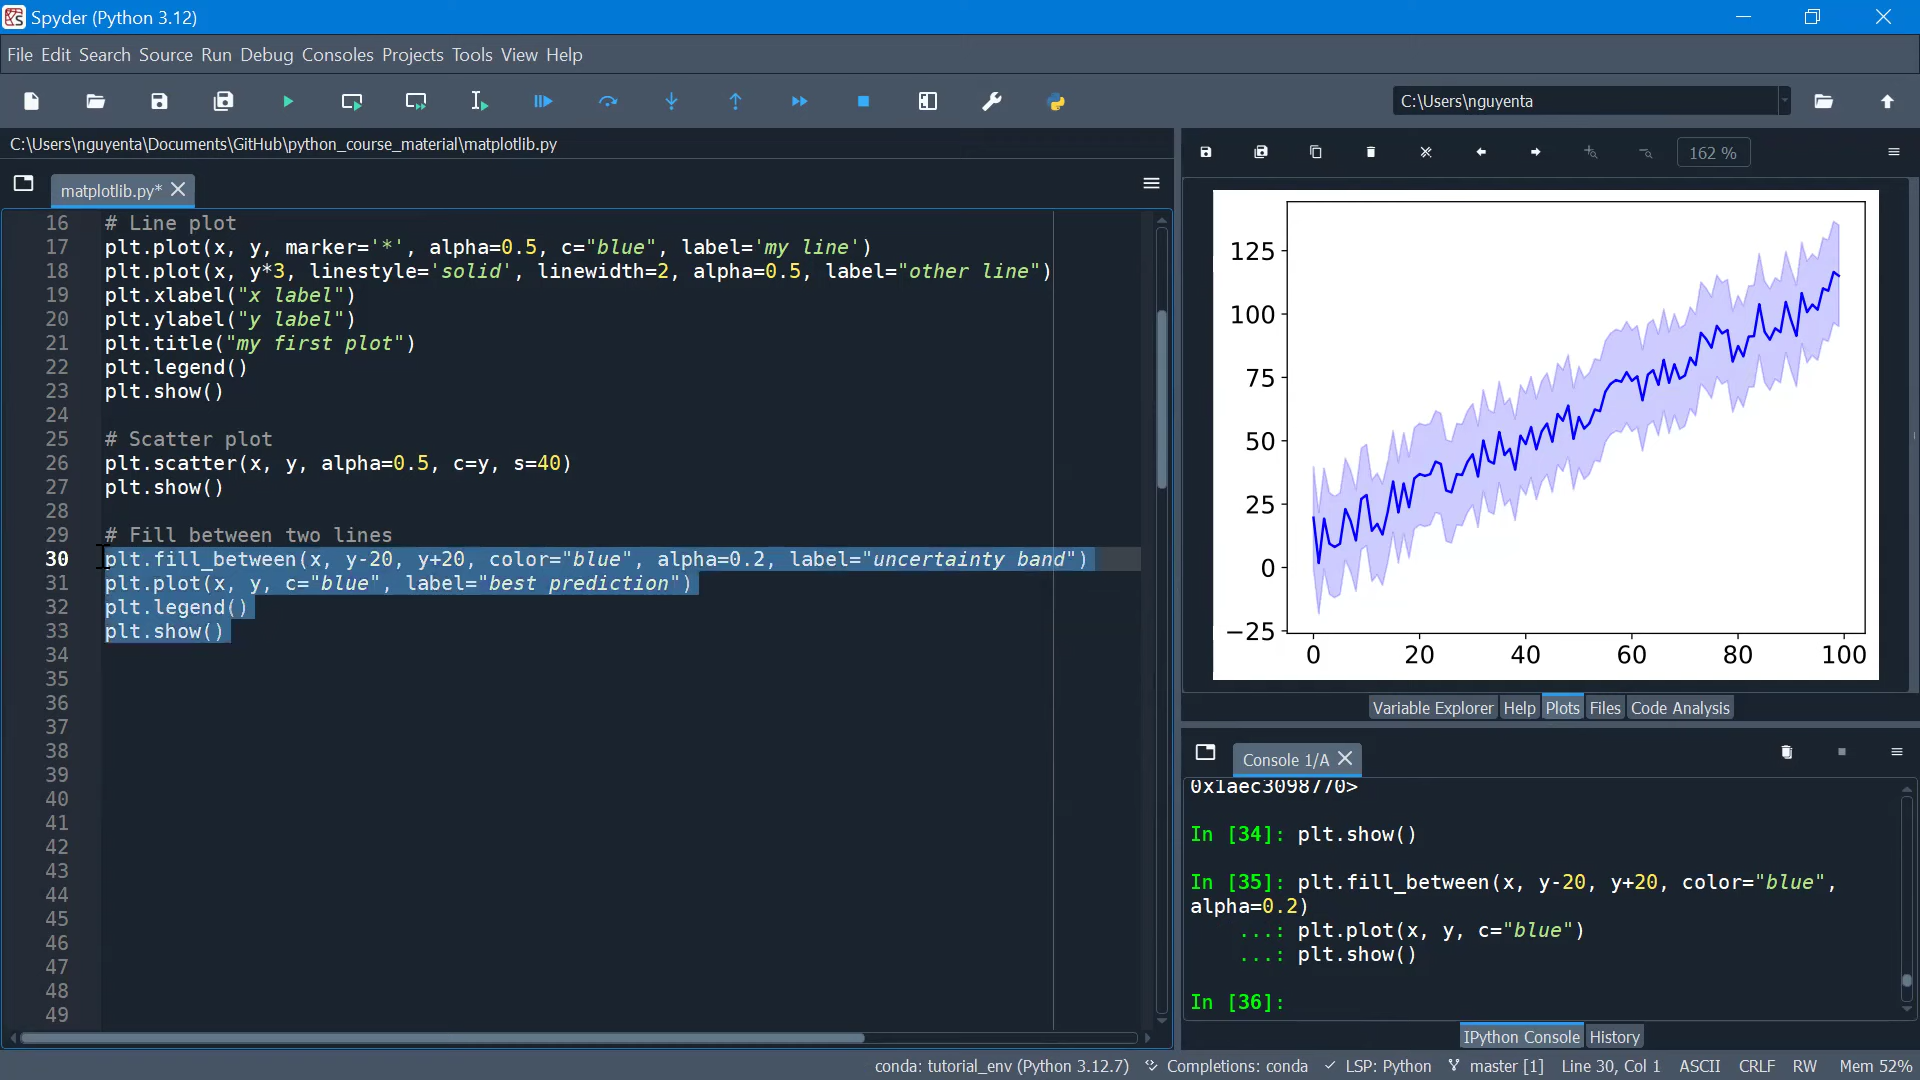 Spyder (Python 3.12)
File Edit Search Source Run Debug Consoles Projects Tools View Help
C:\Users\nguyenta
C:\Users\nguyenta\Documents\GitHub\python_course_material\matplotlib.py
matplotlib.py*
16 # Line plot
17 plt.plot(x, y, marker='*', alpha=0.5, c="blue", label='my line')
18 plt.plot(x, y*3, linestyle='solid', linewidth=2, alpha=0.5, label="other line")
19 plt.xlabel("x label")
20 plt.ylabel("y label")
21 plt.title("my first plot")
22 plt.legend()
23 plt.show()
24
25 # Scatter plot
26 plt.scatter(x, y, alpha=0.5, c=y, s=40)
27 plt.show()
28
29 # Fill between two lines
30 plt.fill_between(x, y-20, y+20, color="blue", alpha=0.2, label="uncertainty band")
31 plt.plot(x, y, c="blue", label="best prediction")
32 plt.legend()
33 plt.show()
34
35
36
37
38
39
40
41
42
43
44
45
46
47
48
49
162 %
125
100
75
50
25
0
−25
0 20 40 60 80 100
Variable Explorer Help Plots Files Code Analysis
Console 1/A
0x1aec3098770>
In [34]: plt.show()
In [35]: plt.fill_between(x, y-20, y+20, color="blue",
alpha=0.2)
...: plt.plot(x, y, c="blue")
...: plt.show()
In [36]:
IPython Console History
conda: tutorial_env (Python 3.12.7) Completions: conda LSP: Python master [1] Line 30, Col 1 ASCII CRLF RW Mem 52%